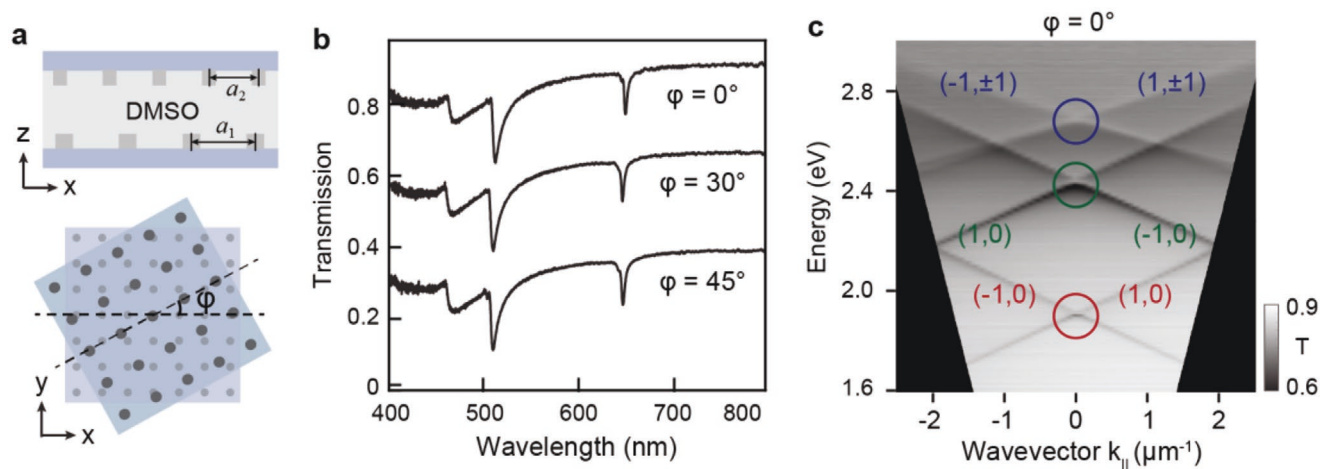 a
DMSO
a2
a1
z
x
φ
y
x
b
Transmission
0.8
0.6
0.4
0.2
0
φ = 0°
φ = 30°
φ = 45°
400 500 600 700 800
Wavelength (nm)
c
φ = 0°
Energy (eV)
2.8
2.4
2.0
1.6
(-1,±1) (1,±1)
(1,0) (-1,0)
(-1,0) (1,0)
-2 -1 0 1 2
Wavevector k|| (μm⁻¹)
0.9
T
0.6